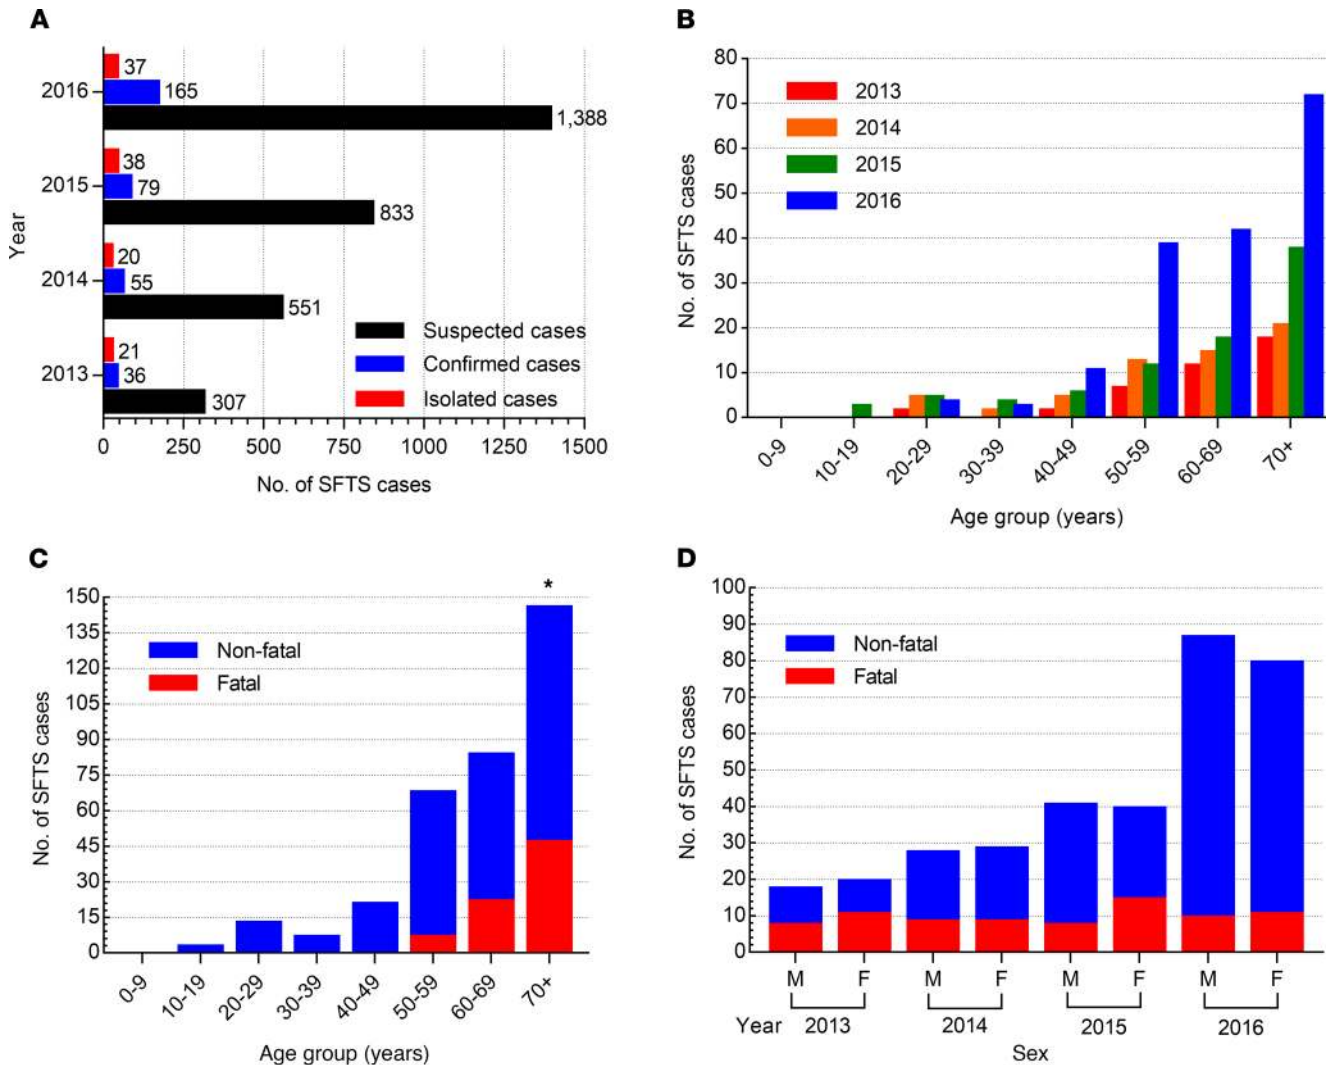 A
Year
2016
2015
2014
2013
37
165
1,388
38
79
833
20
55
551
21
36
307
Suspected cases
Confirmed cases
Isolated cases
0 250 500 750 1000 1250 1500
No. of SFTS cases
B
No. of SFTS cases
80
70
60
50
40
30
20
10
0
2013
2014
2015
2016
0-9 10-19 20-29 30-39 40-49 50-59 60-69 70+
Age group (years)
C
No. of SFTS cases
150
135
120
105
90
75
60
45
30
15
0
*
Non-fatal
Fatal
0-9 10-19 20-29 30-39 40-49 50-59 60-69 70+
Age group (years)
D
No. of SFTS cases
100
90
80
70
60
50
40
30
20
10
0
Non-fatal
Fatal
M F M F M F M F
Year 2013 2014 2015 2016
Sex